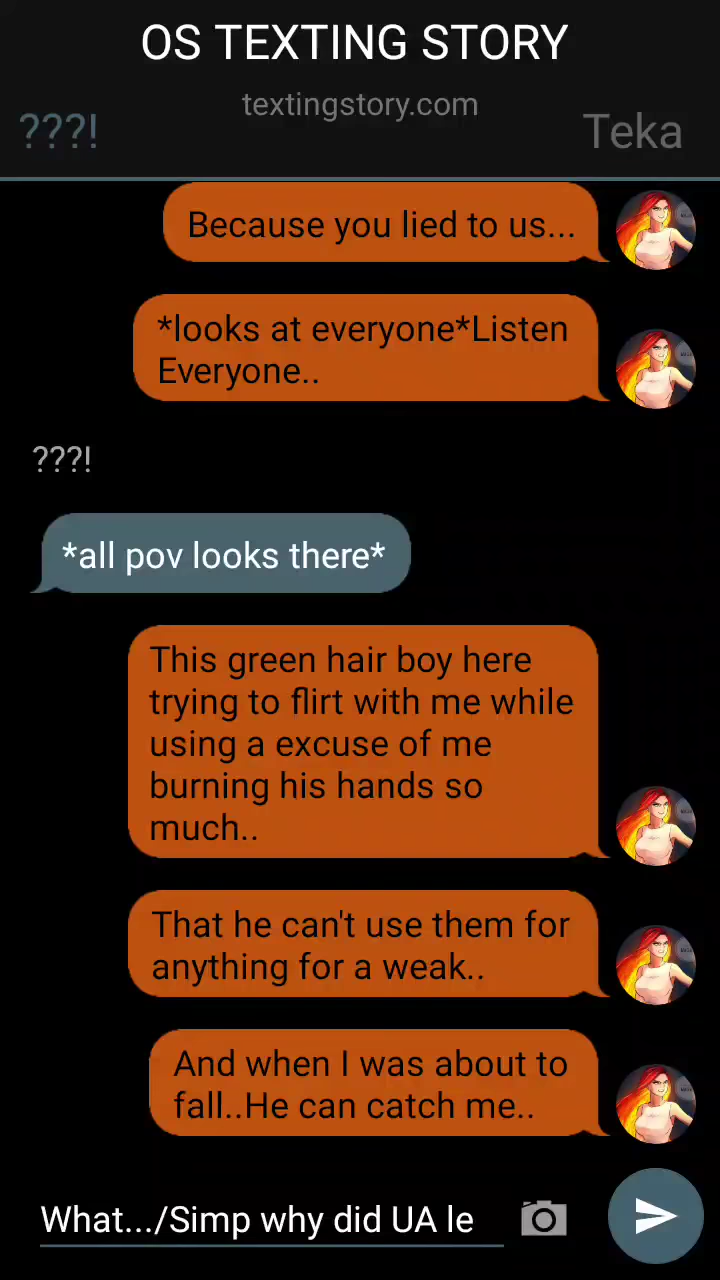 OS TEXTING STORY
textingstory.com
???!
Teka
Because you lied to us...
*looks at everyone*Listen
Everyone..
???!
*all pov looks there*
This green hair boy here
trying to flirt with me while
using a excuse of me
burning his hands so
much..
That he can't use them for
anything for a weak..
And when I was about to
fall..He can catch me..
What.../Simp why did UA le